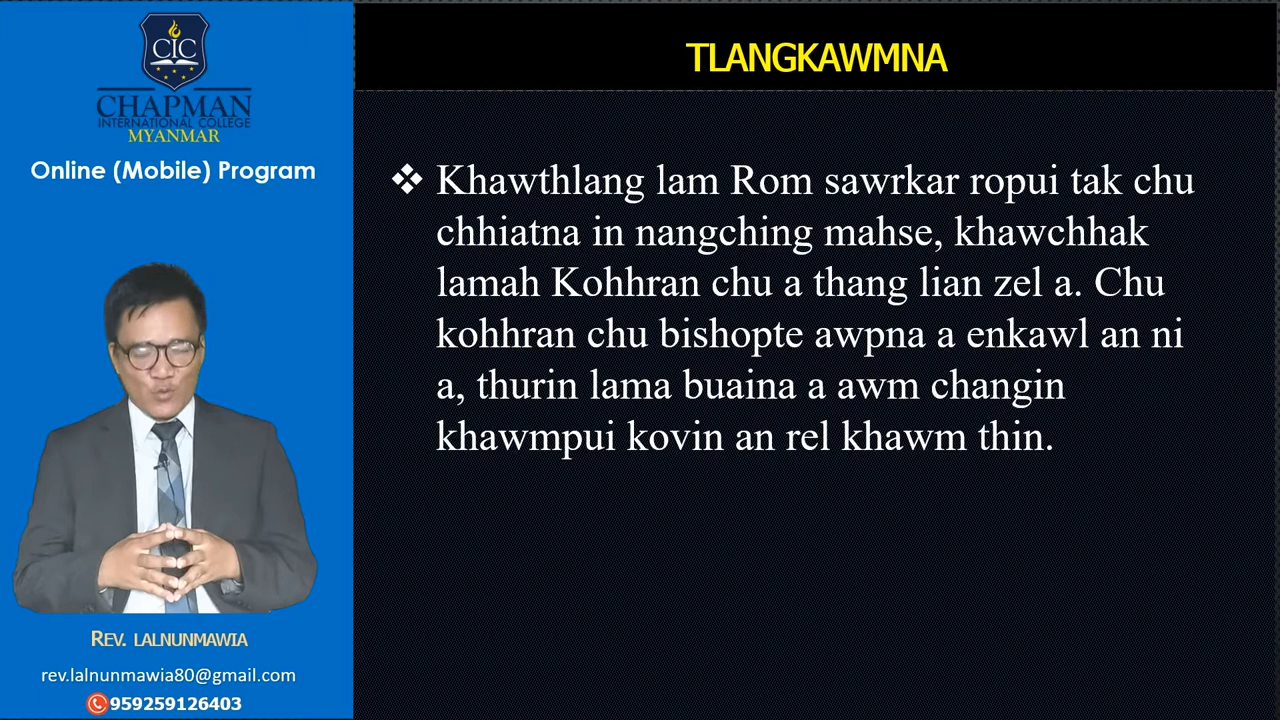 CIC
CHAPMAN
INTERNATIONAL COLLEGE
MYANMAR
Online (Mobile) Program
REV. LALNUNMAWIA
rev.lalnunmawia80@gmail.com
959259126403
TLANGKAWMNA
❖ Khawthlang lam Rom sawrkar ropui tak chu
chhiatna in nangching mahse, khawchhak
lamah Kohhran chu a thang lian zel a. Chu
kohhran chu bishopte awpna a enkawl an ni
a, thurin lama buaina a awm changin
khawmpui kovin an rel khawm thin.